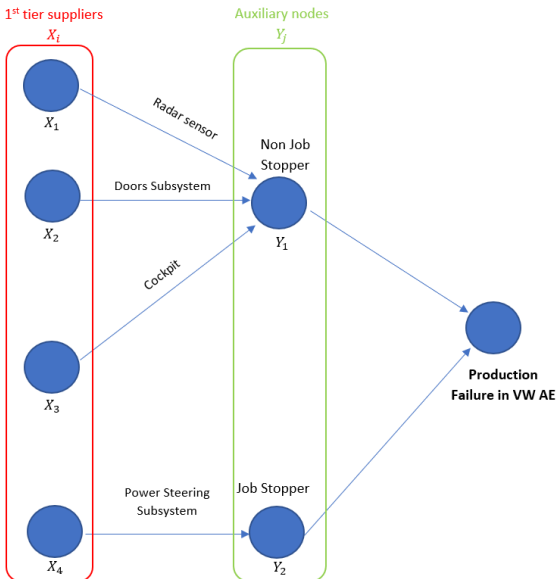 1st tier suppliers
Xi
Auxiliary nodes
Yj
X1
Radar sensor
Non Job
Stopper
Doors Subsystem
X2
Y1
Cockpit
X3
Production
Failure in VW AE
Power Steering
Subsystem
Job Stopper
X4
Y2